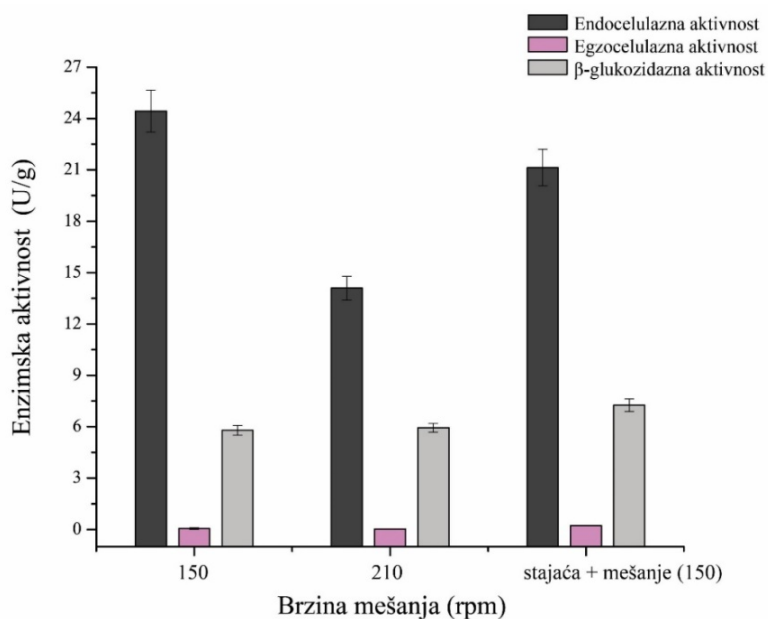 Endocelulazna aktivnost
Egzocelulazna aktivnost
β-glukozidazna aktivnost
27
24
21
18
15
12
9
6
3
0
Enzimska aktivnost (U/g)
150
210
stajaća + mešanje (150)
Brzina mešanja (rpm)